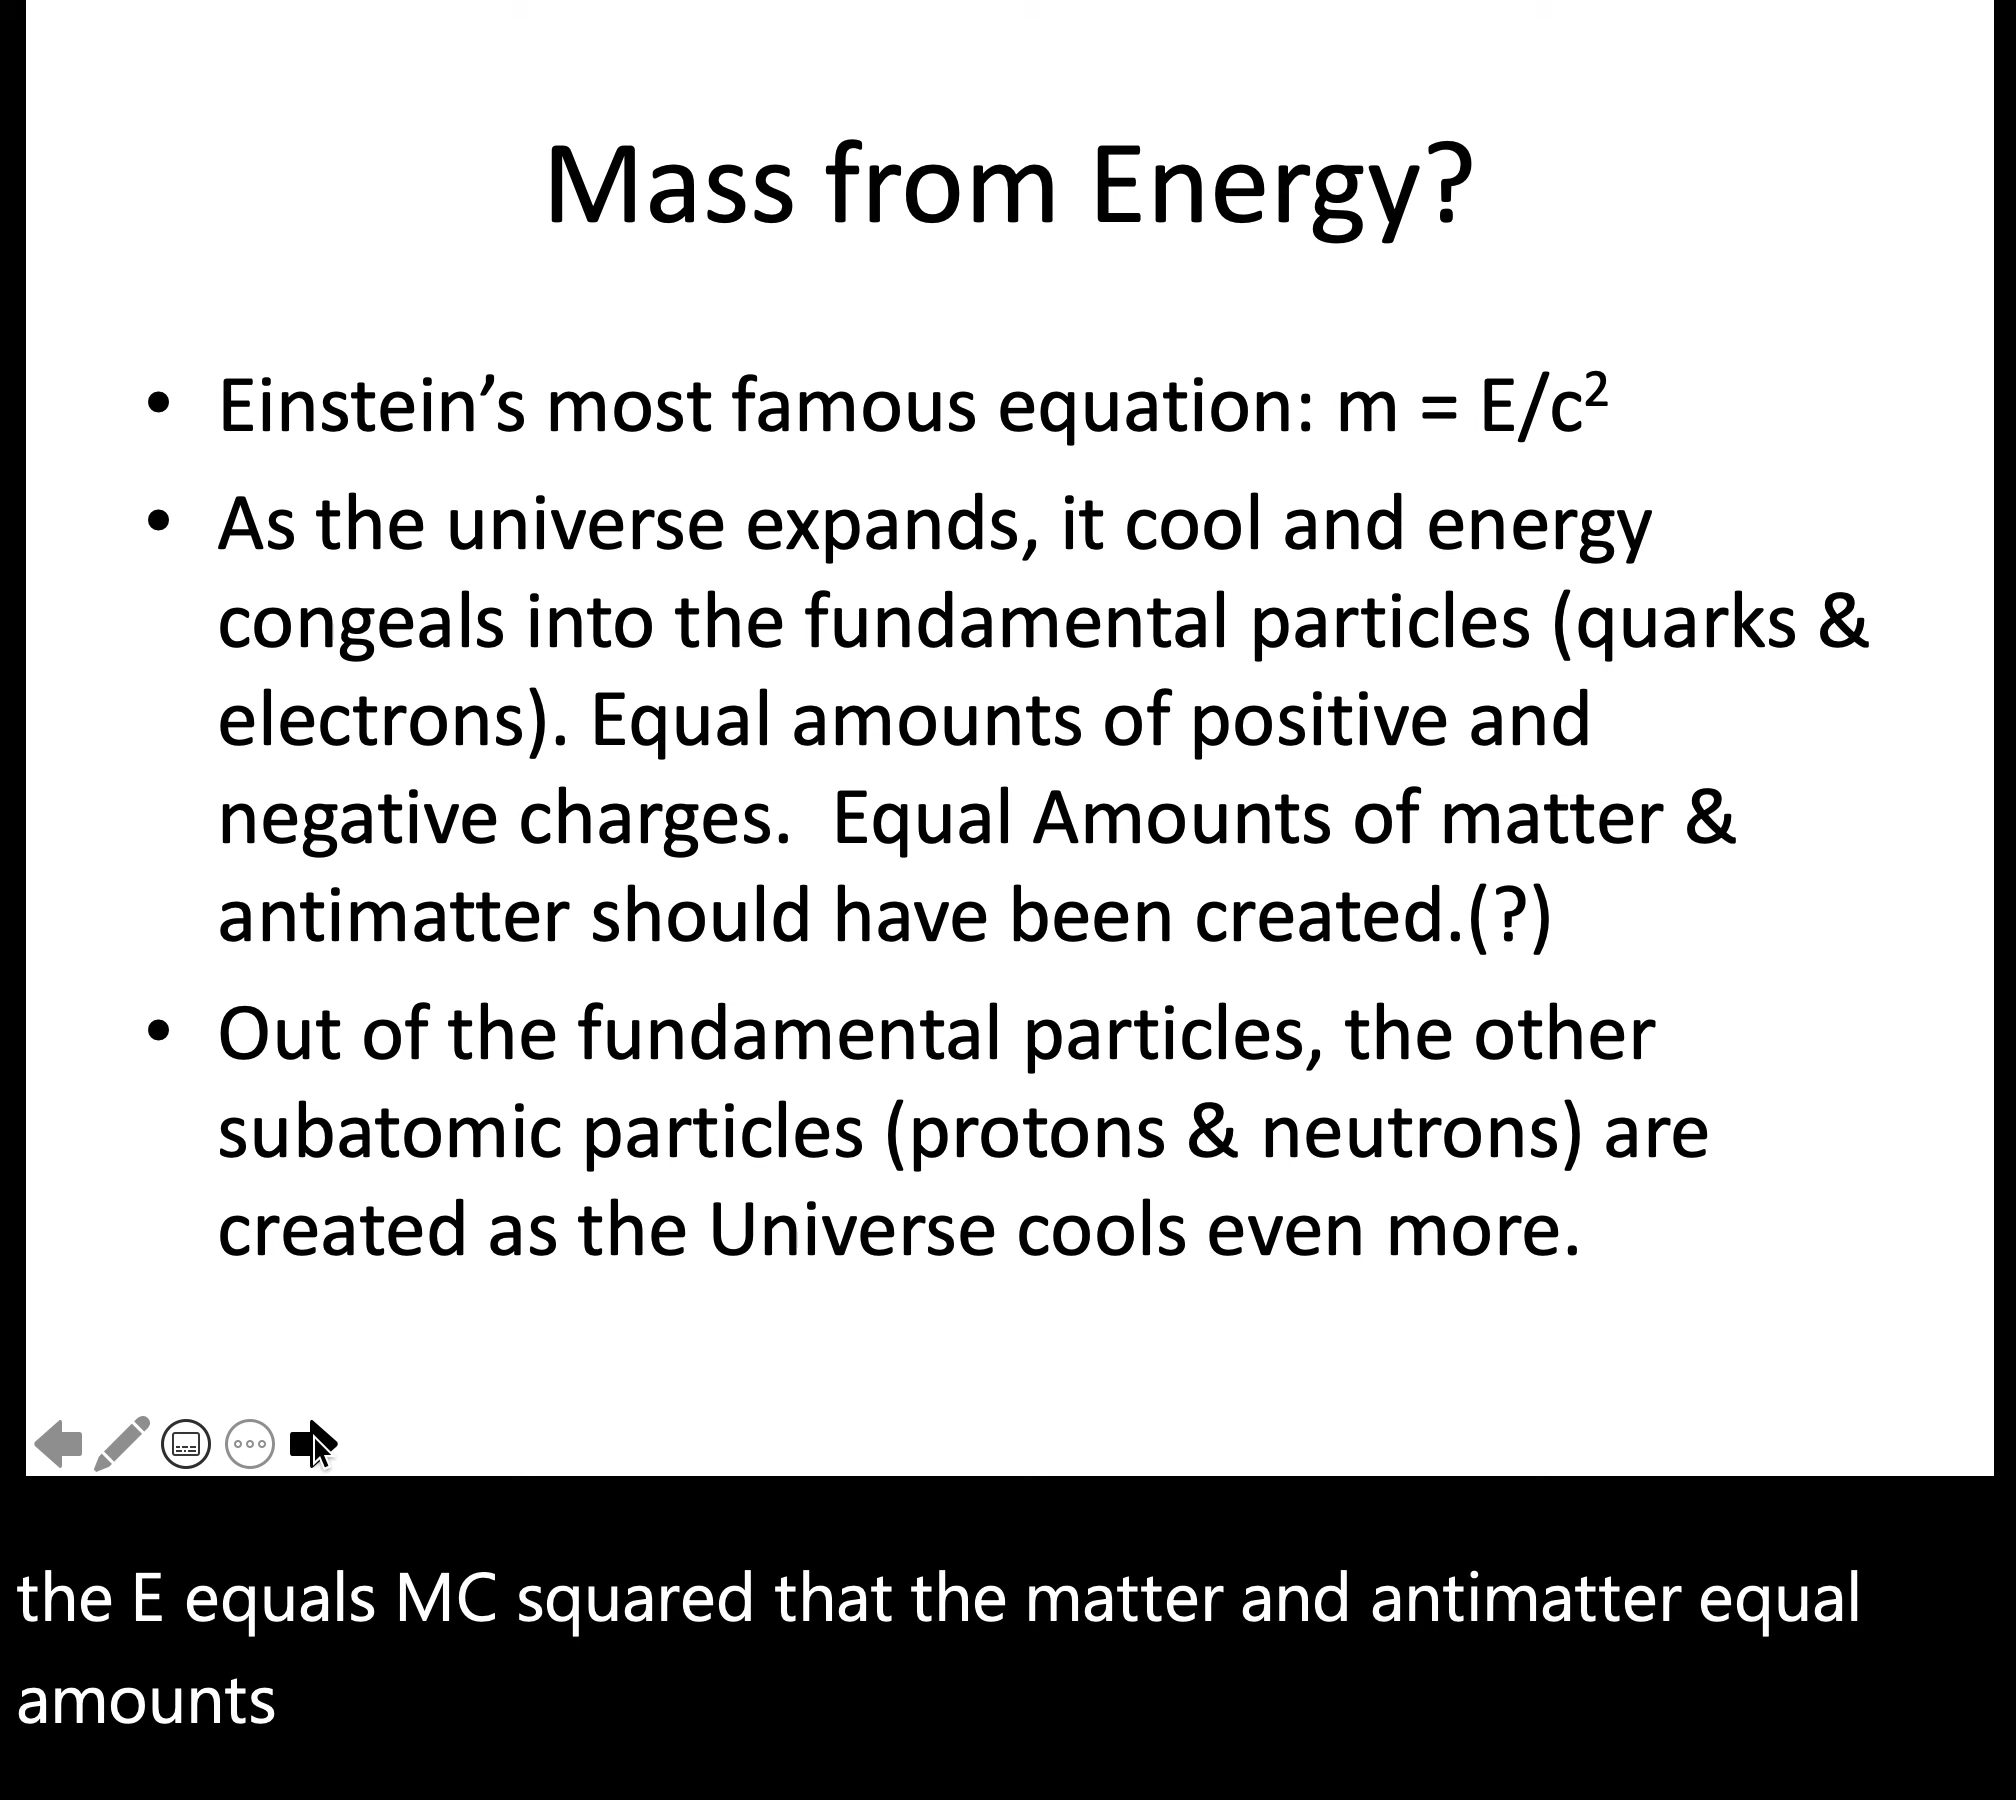 Mass from Energy?
• Einstein’s most famous equation: m = E/c²
• As the universe expands, it cool and energy
congeals into the fundamental particles (quarks &
electrons). Equal amounts of positive and
negative charges.  Equal Amounts of matter &
antimatter should have been created.(?)
• Out of the fundamental particles, the other
subatomic particles (protons & neutrons) are
created as the Universe cools even more.
the E equals MC squared that the matter and antimatter equal
amounts